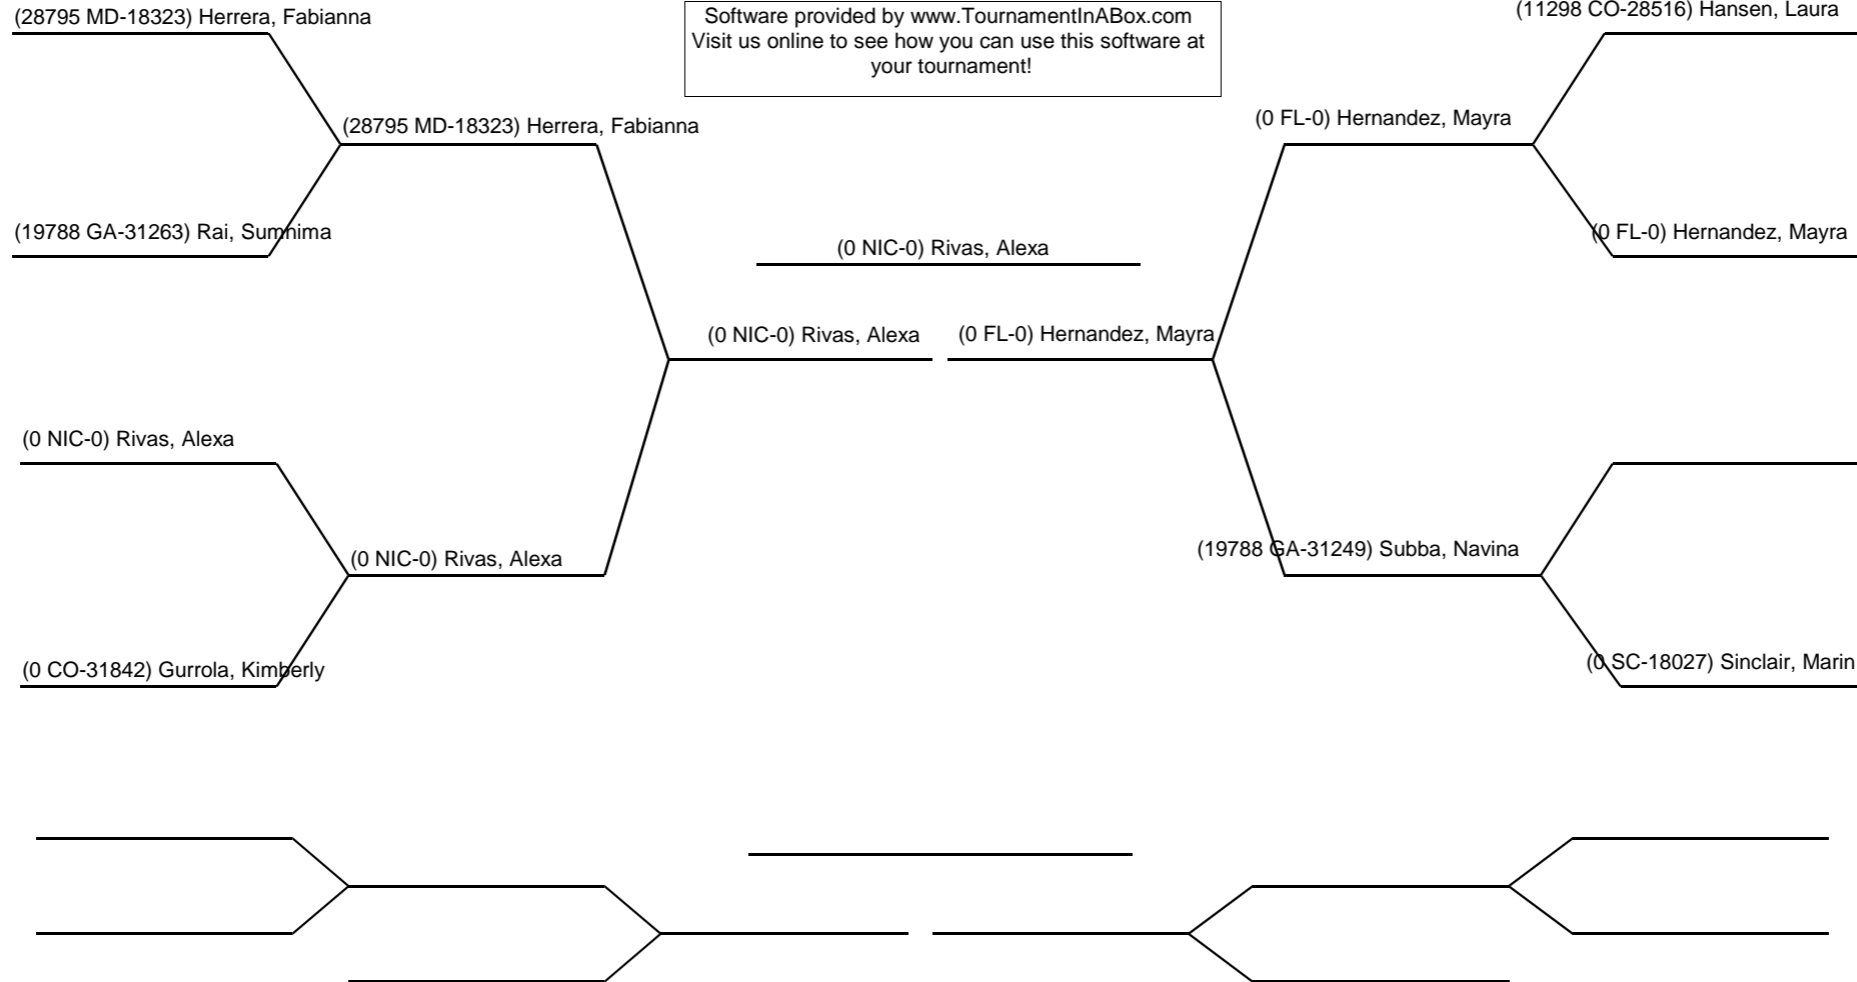 (28795 MD-18323) Herrera, Fabianna
Software provided by www.TournamentInABox.com
Visit us online to see how you can use this software at
your tournament!
(11298 CO-28516) Hansen, Laura
(28795 MD-18323) Herrera, Fabianna
(0 FL-0) Hernandez, Mayra
(19788 GA-31263) Rai, Sumnima
(0 NIC-0) Rivas, Alexa
(0 FL-0) Hernandez, Mayra
(0 NIC-0) Rivas, Alexa
(0 FL-0) Hernandez, Mayra
(0 NIC-0) Rivas, Alexa
(0 NIC-0) Rivas, Alexa
(19788 GA-31249) Subba, Navina
(0 CO-31842) Gurrola, Kimberly
(0 SC-18027) Sinclair, Marin